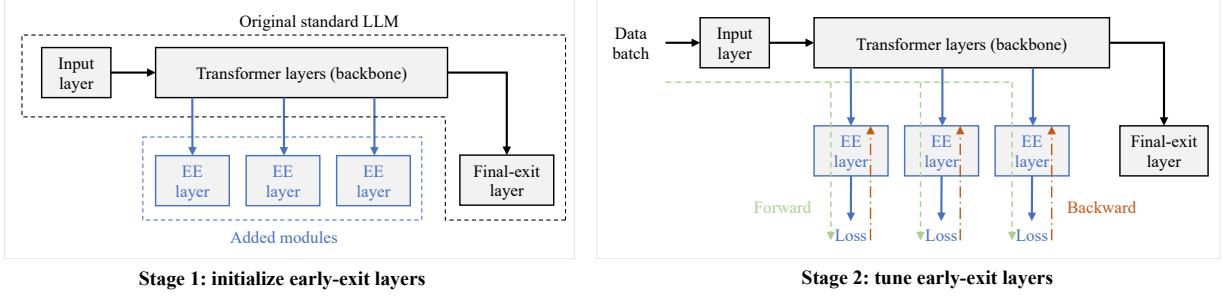 Original standard LLM
Input
layer
Transformer layers (backbone)
EE
layer
EE
layer
EE
layer
Final-exit
layer
Added modules
Stage 1: initialize early-exit layers
Data
batch
Input
layer
Transformer layers (backbone)
EE
layer
EE
layer
EE
layer
Final-exit
layer
Forward
Backward
Loss
Loss
Loss
Stage 2: tune early-exit layers